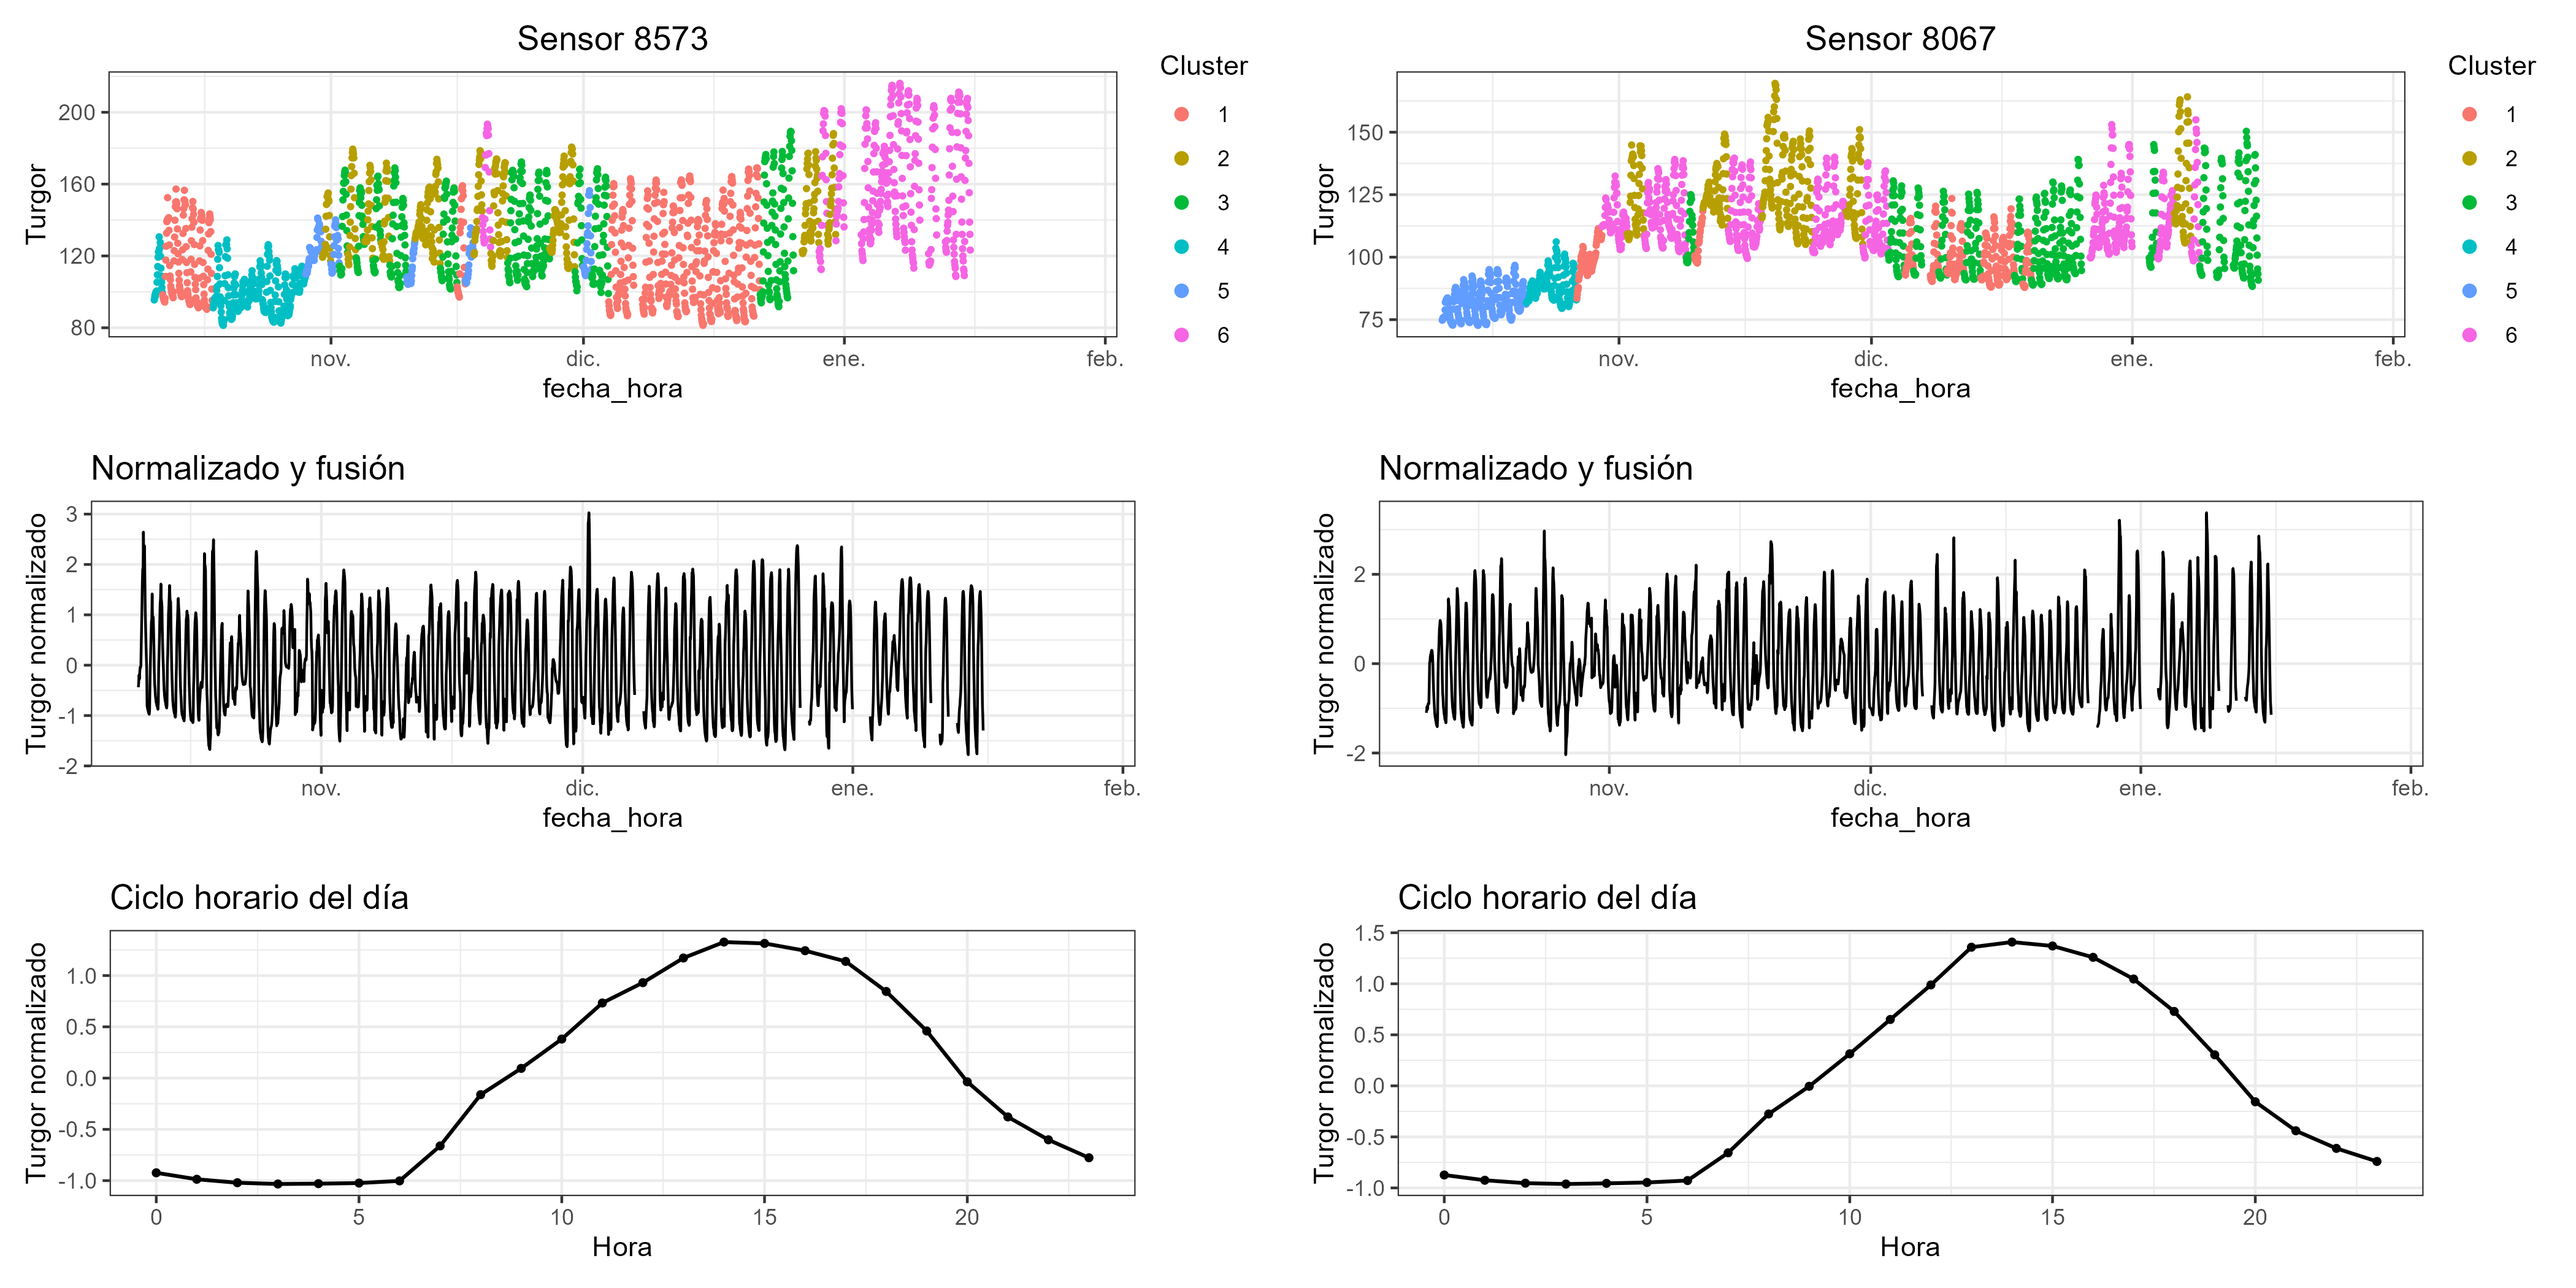 Sensor 8573
Turgor
200
160
120
80
nov.
dic.
ene.
feb.
fecha_hora
Cluster
1
2
3
4
5
6
Sensor 8067
Turgor
150
125
100
75
nov.
dic.
ene.
feb.
fecha_hora
Cluster
1
2
3
4
5
6
Normalizado y fusión
Turgor normalizado
3
2
1
0
-1
-2
nov.
dic.
ene.
feb.
fecha_hora
Normalizado y fusión
Turgor normalizado
2
0
-2
nov.
dic.
ene.
feb.
fecha_hora
Ciclo horario del día
Turgor normalizado
1.0
0.5
0.0
-0.5
-1.0
0
5
10
15
20
Hora
Ciclo horario del día
Turgor normalizado
1.5
1.0
0.5
0.0
-0.5
-1.0
0
5
10
15
20
Hora